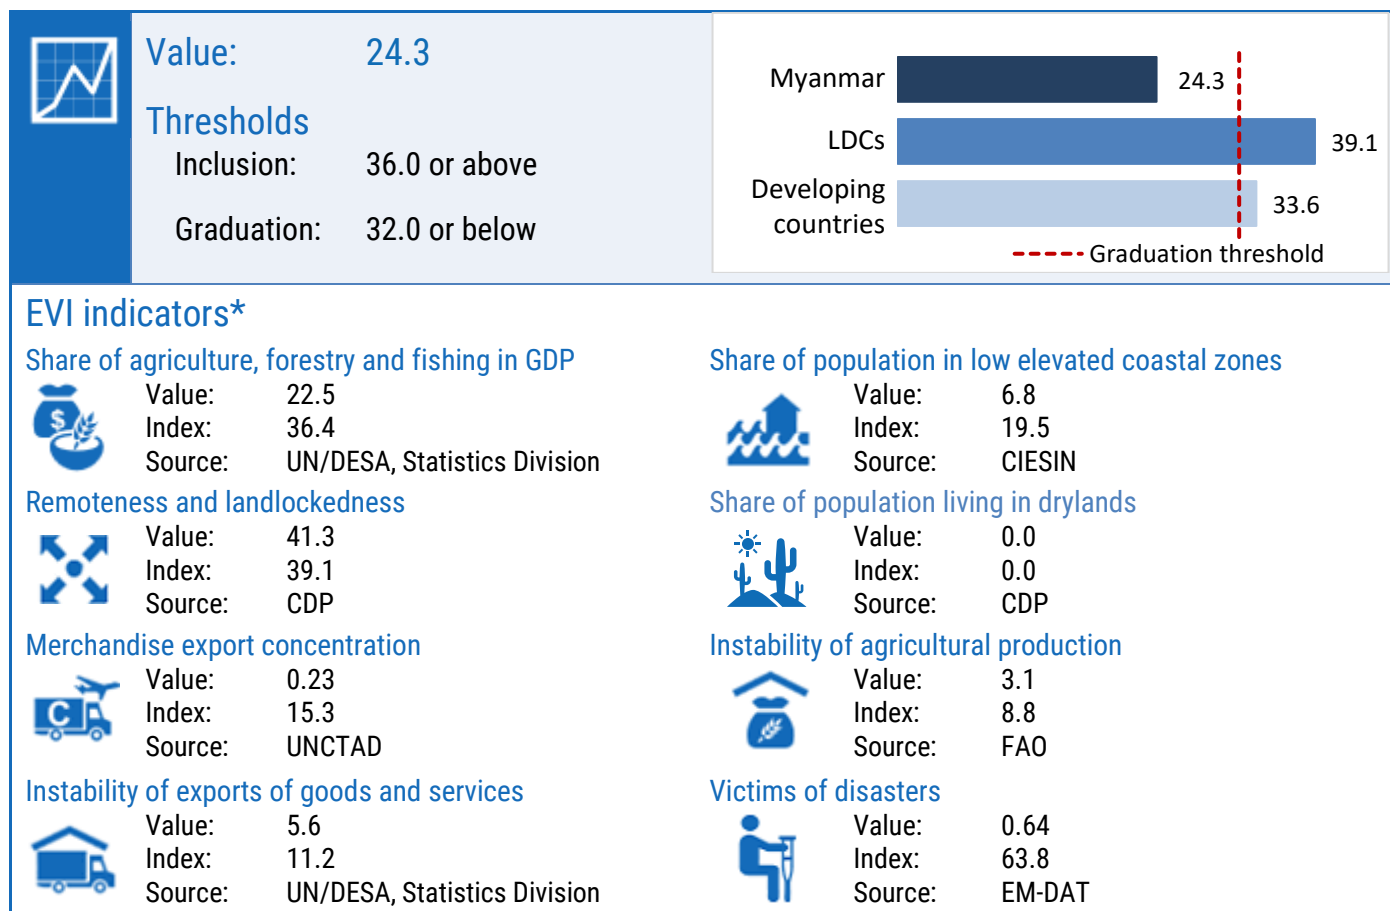 Value: 24.3
Thresholds
Inclusion: 36.0 or above
Graduation: 32.0 or below
Myanmar 24.3
LDCs 39.1
Developing
countries 33.6
Graduation threshold
EVI indicators*
Share of agriculture, forestry and fishing in GDP
$
Value: 22.5
Index: 36.4
Source: UN/DESA, Statistics Division
Share of population in low elevated coastal zones
Value: 6.8
Index: 19.5
Source: CIESIN
Remoteness and landlockedness
Value: 41.3
Index: 39.1
Source: CDP
Share of population living in drylands
Value: 0.0
Index: 0.0
Source: CDP
Merchandise export concentration
C
Value: 0.23
Index: 15.3
Source: UNCTAD
Instability of agricultural production
Value: 3.1
Index: 8.8
Source: FAO
Instability of exports of goods and services
Value: 5.6
Index: 11.2
Source: UN/DESA, Statistics Division
Victims of disasters
Value: 0.64
Index: 63.8
Source: EM-DAT